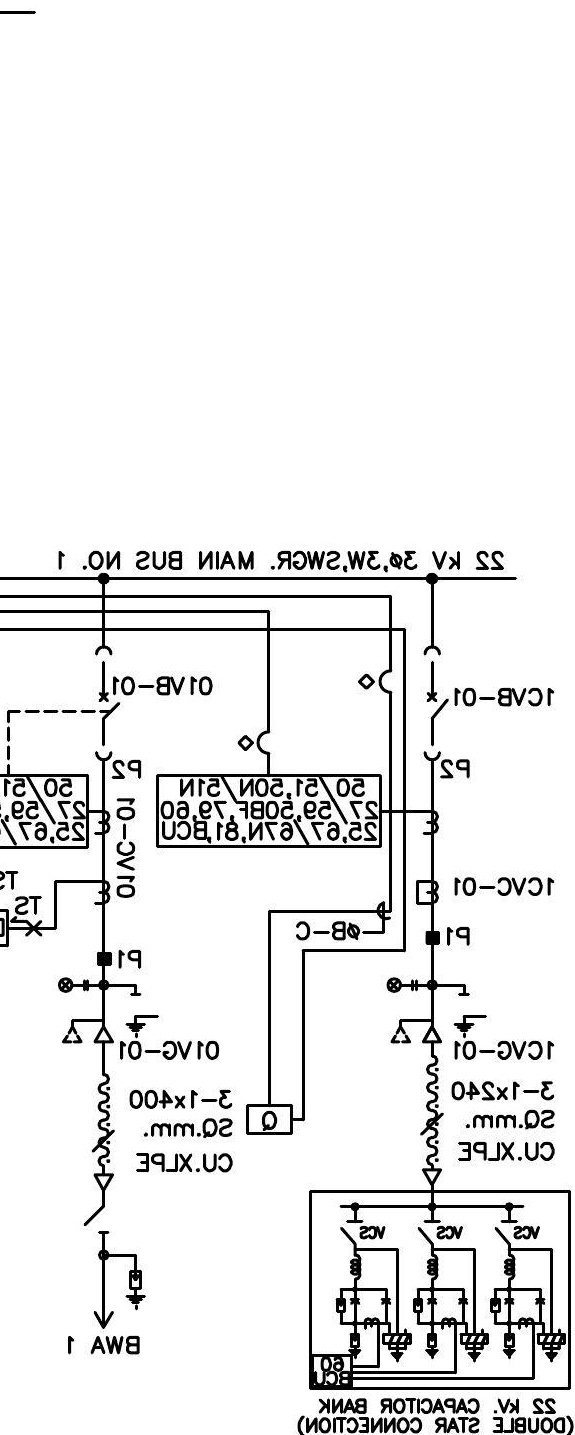 22 kV 3ø,3W,SWGR. MAIN BUS NO. 1
1CVB-01
01VB-01
P2
P2
50/51,50N/51N
27/59,50BF,79,60
25,67/67N,81,BCU
50/51
27/59,
25,67/
01VC-01
1CVC-01
TS
TS
øB-C
P1
P1
1CVG-01
01VG-01
3-1x240
SQ.mm.
CU.XLPE
3-1x400
SQ.mm.
CU.XLPE
Q
VCS
VCS
VCS
60
BCU
BWA 1
22 kV. CAPACITOR BANK
(DOUBLE STAR CONNECTION)